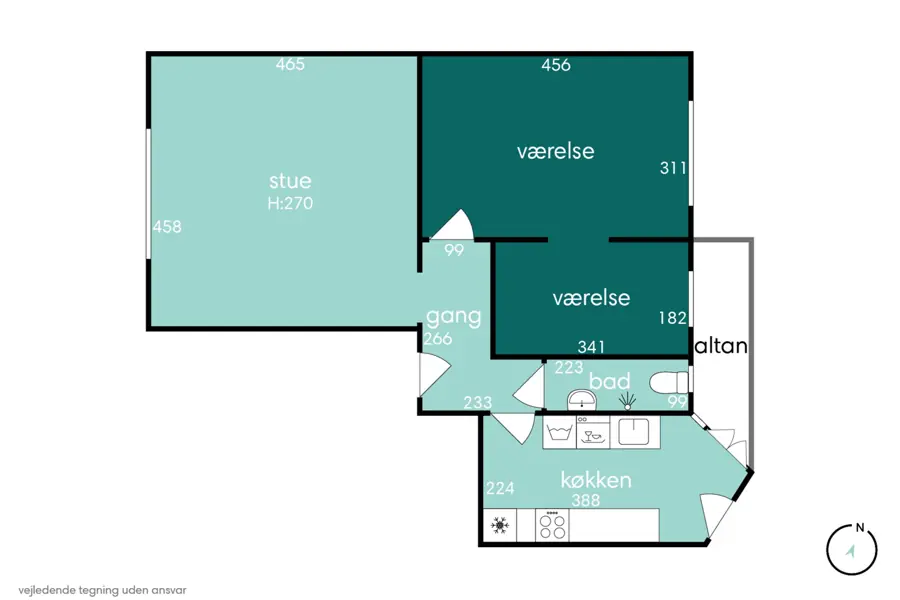 465
456
værelse
311
stue
H:270
458
99
gang
266
værelse
182
341
altan
223
bad
99
233
køkken
224
388
N
vejledende tegning uden ansvar